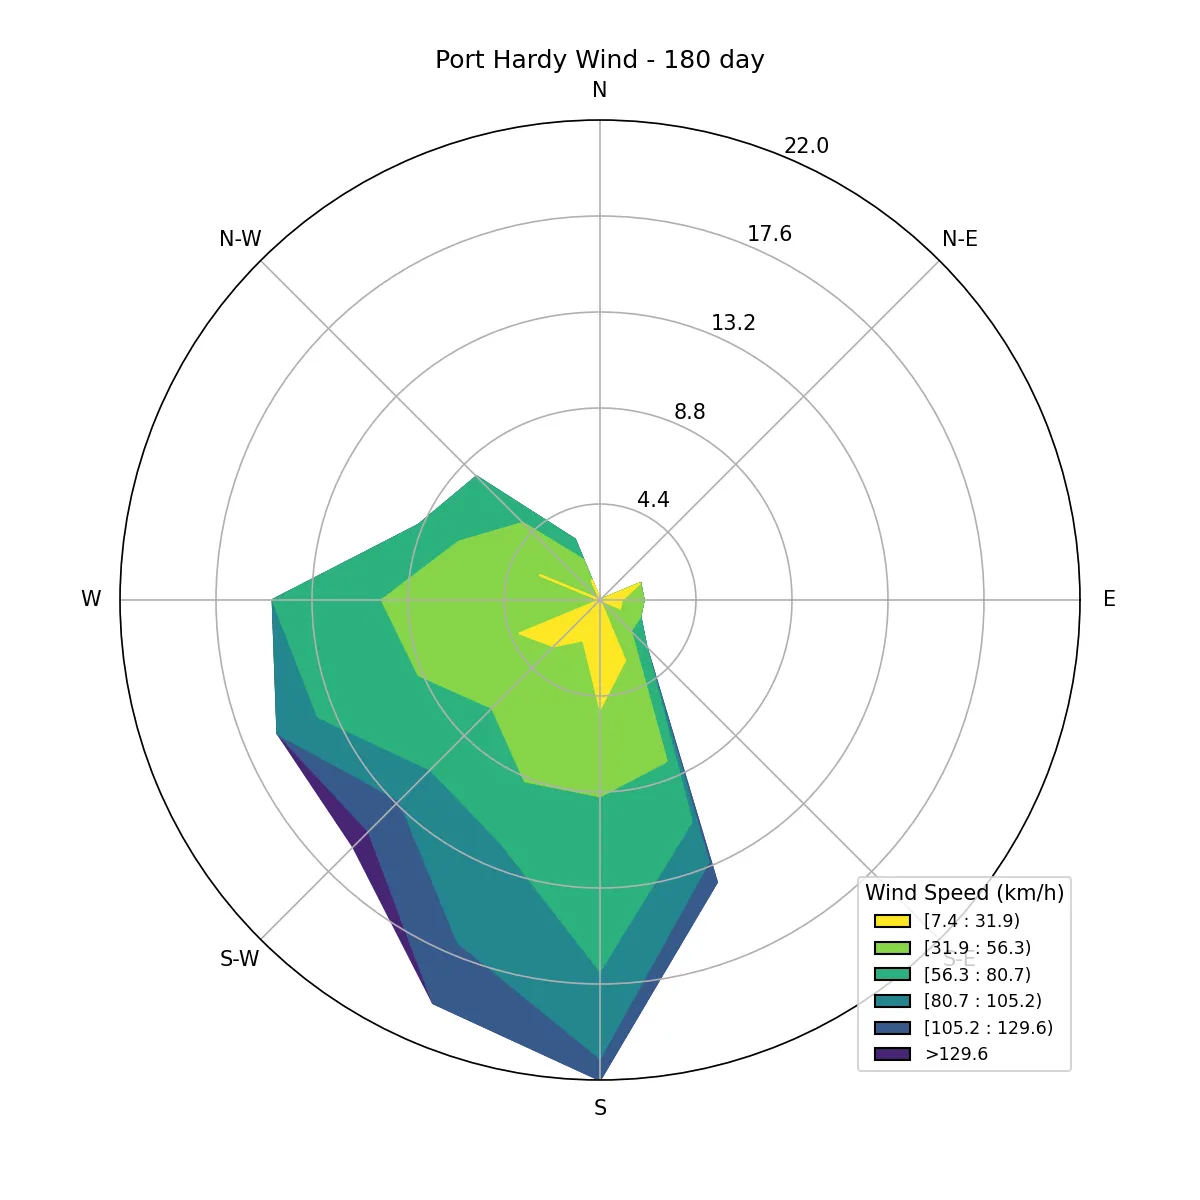 Port Hardy Wind - 180 day
N
22.0
17.6
N-W
N-E
13.2
8.8
4.4
W
E
S-W
S-E
S
Wind Speed (km/h)
[7.4 : 31.9)
[31.9 : 56.3)
[56.3 : 80.7)
[80.7 : 105.2)
[105.2 : 129.6)
>129.6